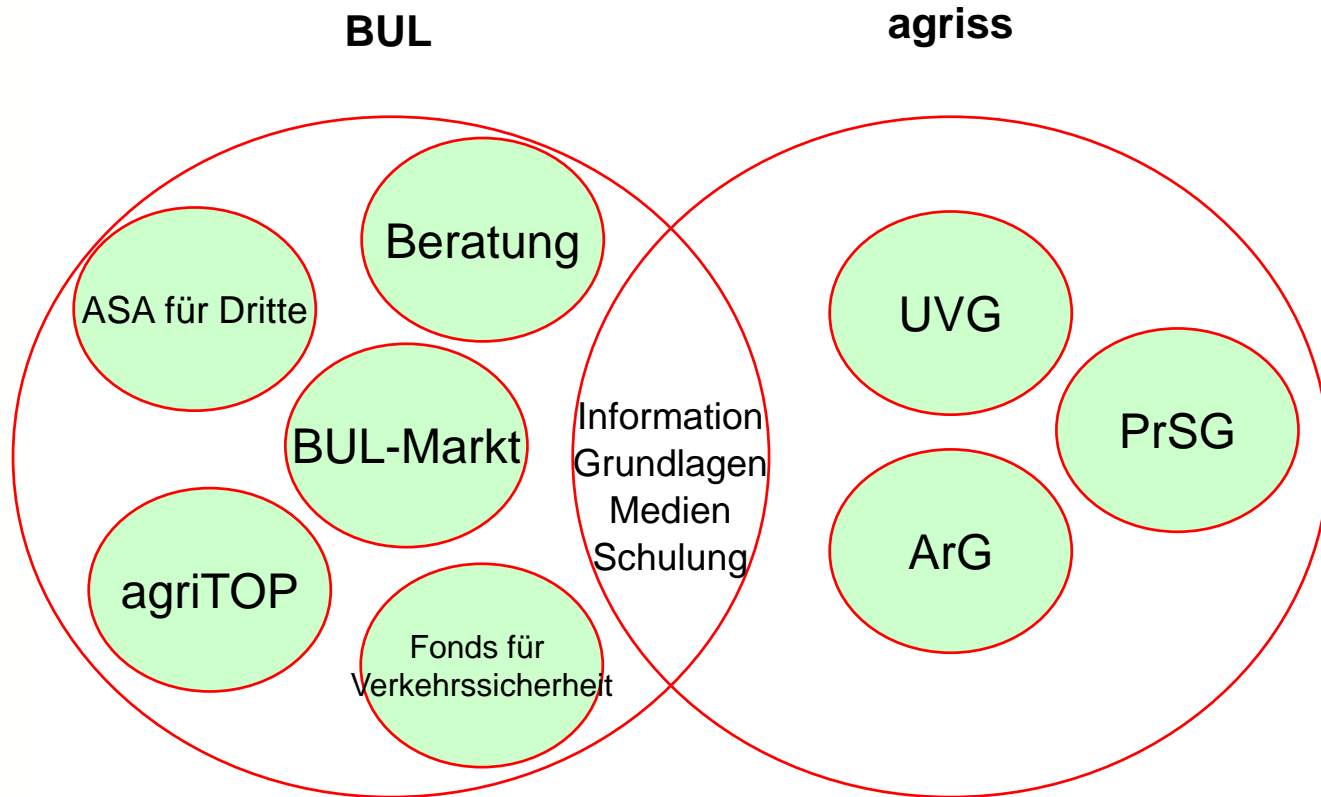 BUL
agriss
Beratung
ASA für Dritte
BUL-Markt
agriTOP
Fonds für
Verkehrssicherheit
Information
Grundlagen
Medien
Schulung
UVG
PrSG
ArG